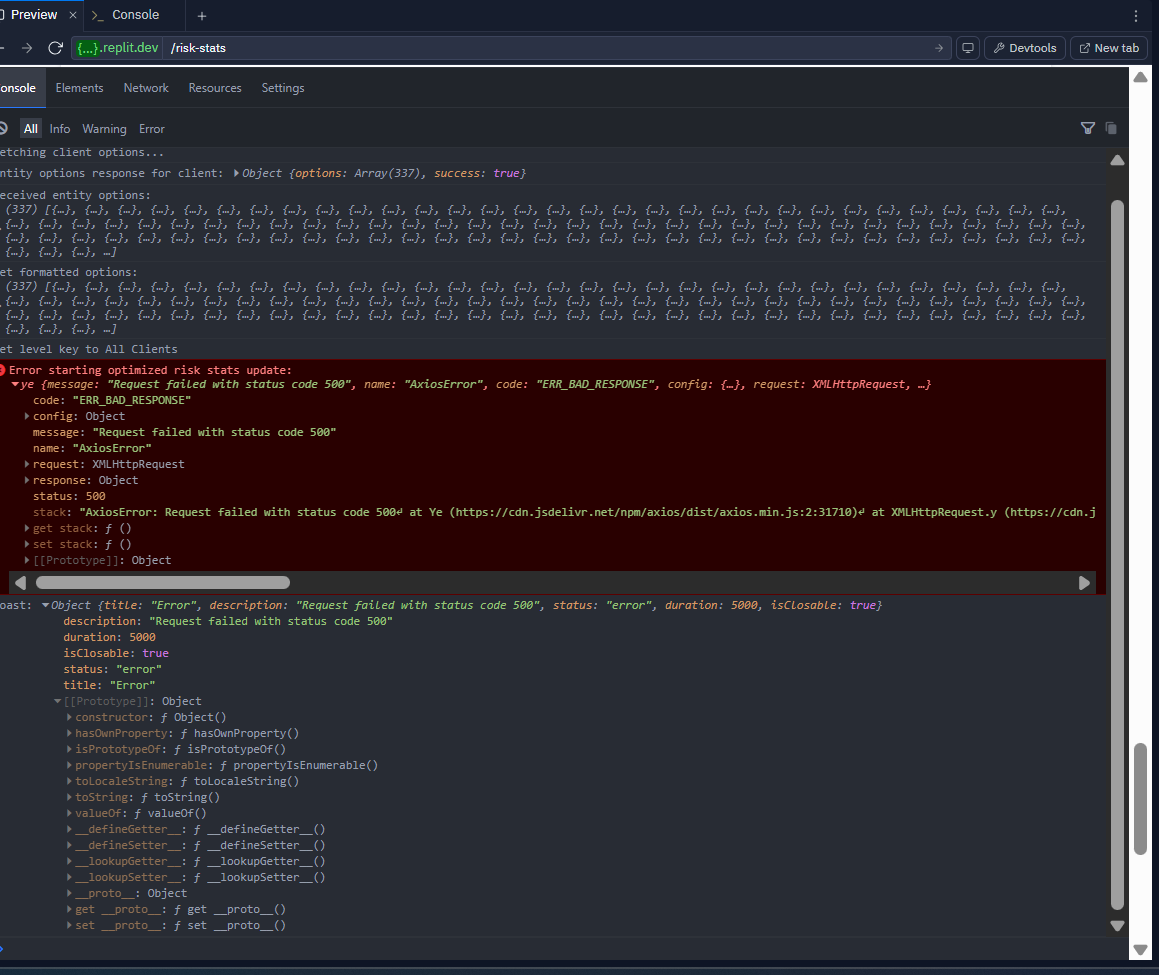 Preview × >_ Console +
{...}.replit.dev /risk-stats Devtools New tab
onsole Elements Network Resources Settings
All Info Warning Error
etching client options...
ntity options response for client: ▶Object {options: Array(337), success: true}
eceived entity options:
(337) [{…}, {…}, {…}, {…}, {…}, {…}, {…}, {…}, {…}, {…}, {…}, {…}, {…}, {…}, {…}, {…}, {…}, {…}, {…}, {…}, {…}, {…}, {…}, {…}, {…}, {…}, {…}, {…}, {…}, {…}, {…},
{…}, {…}, {…}, {…}, {…}, {…}, {…}, {…}, {…}, {…}, {…}, {…}, {…}, {…}, {…}, {…}, {…}, {…}, {…}, {…}, {…}, {…}, {…}, {…}, {…}, {…}, {…}, {…}, {…}, {…}, {…}, {…}, {…},
{…}, {…}, {…}, {…}, {…}, {…}, {…}, {…}, {…}, {…}, {…}, {…}, {…}, {…}, {…}, {…}, {…}, {…}, {…}, {…}, {…}, {…}, {…}, {…}, {…}, {…}, {…}, {…}, {…}, {…}, {…}, {…}, {…},
{…}, {…}, {…}, …]
et formatted options:
(337) [{…}, {…}, {…}, {…}, {…}, {…}, {…}, {…}, {…}, {…}, {…}, {…}, {…}, {…}, {…}, {…}, {…}, {…}, {…}, {…}, {…}, {…}, {…}, {…}, {…}, {…}, {…}, {…}, {…}, {…}, {…},
{…}, {…}, {…}, {…}, {…}, {…}, {…}, {…}, {…}, {…}, {…}, {…}, {…}, {…}, {…}, {…}, {…}, {…}, {…}, {…}, {…}, {…}, {…}, {…}, {…}, {…}, {…}, {…}, {…}, {…}, {…}, {…}, {…},
{…}, {…}, {…}, {…}, {…}, {…}, {…}, {…}, {…}, {…}, {…}, {…}, {…}, {…}, {…}, {…}, {…}, {…}, {…}, {…}, {…}, {…}, {…}, {…}, {…}, {…}, {…}, {…}, {…}, {…}, {…}, {…}, {…},
{…}, {…}, {…}, …]
et level key to All Clients
Error starting optimized risk stats update:
▼ye {message: "Request failed with status code 500", name: "AxiosError", code: "ERR_BAD_RESPONSE", config: {…}, request: XMLHttpRequest, …}
code: "ERR_BAD_RESPONSE"
▶config: Object
message: "Request failed with status code 500"
name: "AxiosError"
▶request: XMLHttpRequest
▶response: Object
status: 500
stack: "AxiosError: Request failed with status code 500↵ at Ye (https://cdn.jsdelivr.net/npm/axios/dist/axios.min.js:2:31710)↵ at XMLHttpRequest.y (https://cdn.j
▶get stack: ƒ ()
▶set stack: ƒ ()
▶[[Prototype]]: Object
oast: ▼Object {title: "Error", description: "Request failed with status code 500", status: "error", duration: 5000, isClosable: true}
description: "Request failed with status code 500"
duration: 5000
isClosable: true
status: "error"
title: "Error"
▼[[Prototype]]: Object
▶constructor: ƒ Object()
▶hasOwnProperty: ƒ hasOwnProperty()
▶isPrototypeOf: ƒ isPrototypeOf()
▶propertyIsEnumerable: ƒ propertyIsEnumerable()
▶toLocaleString: ƒ toLocaleString()
▶toString: ƒ toString()
▶valueOf: ƒ valueOf()
▶__defineGetter__: ƒ __defineGetter__()
▶__defineSetter__: ƒ __defineSetter__()
▶__lookupGetter__: ƒ __lookupGetter__()
▶__lookupSetter__: ƒ __lookupSetter__()
▶__proto__: Object
▶get __proto__: ƒ get __proto__()
▶set __proto__: ƒ set __proto__()